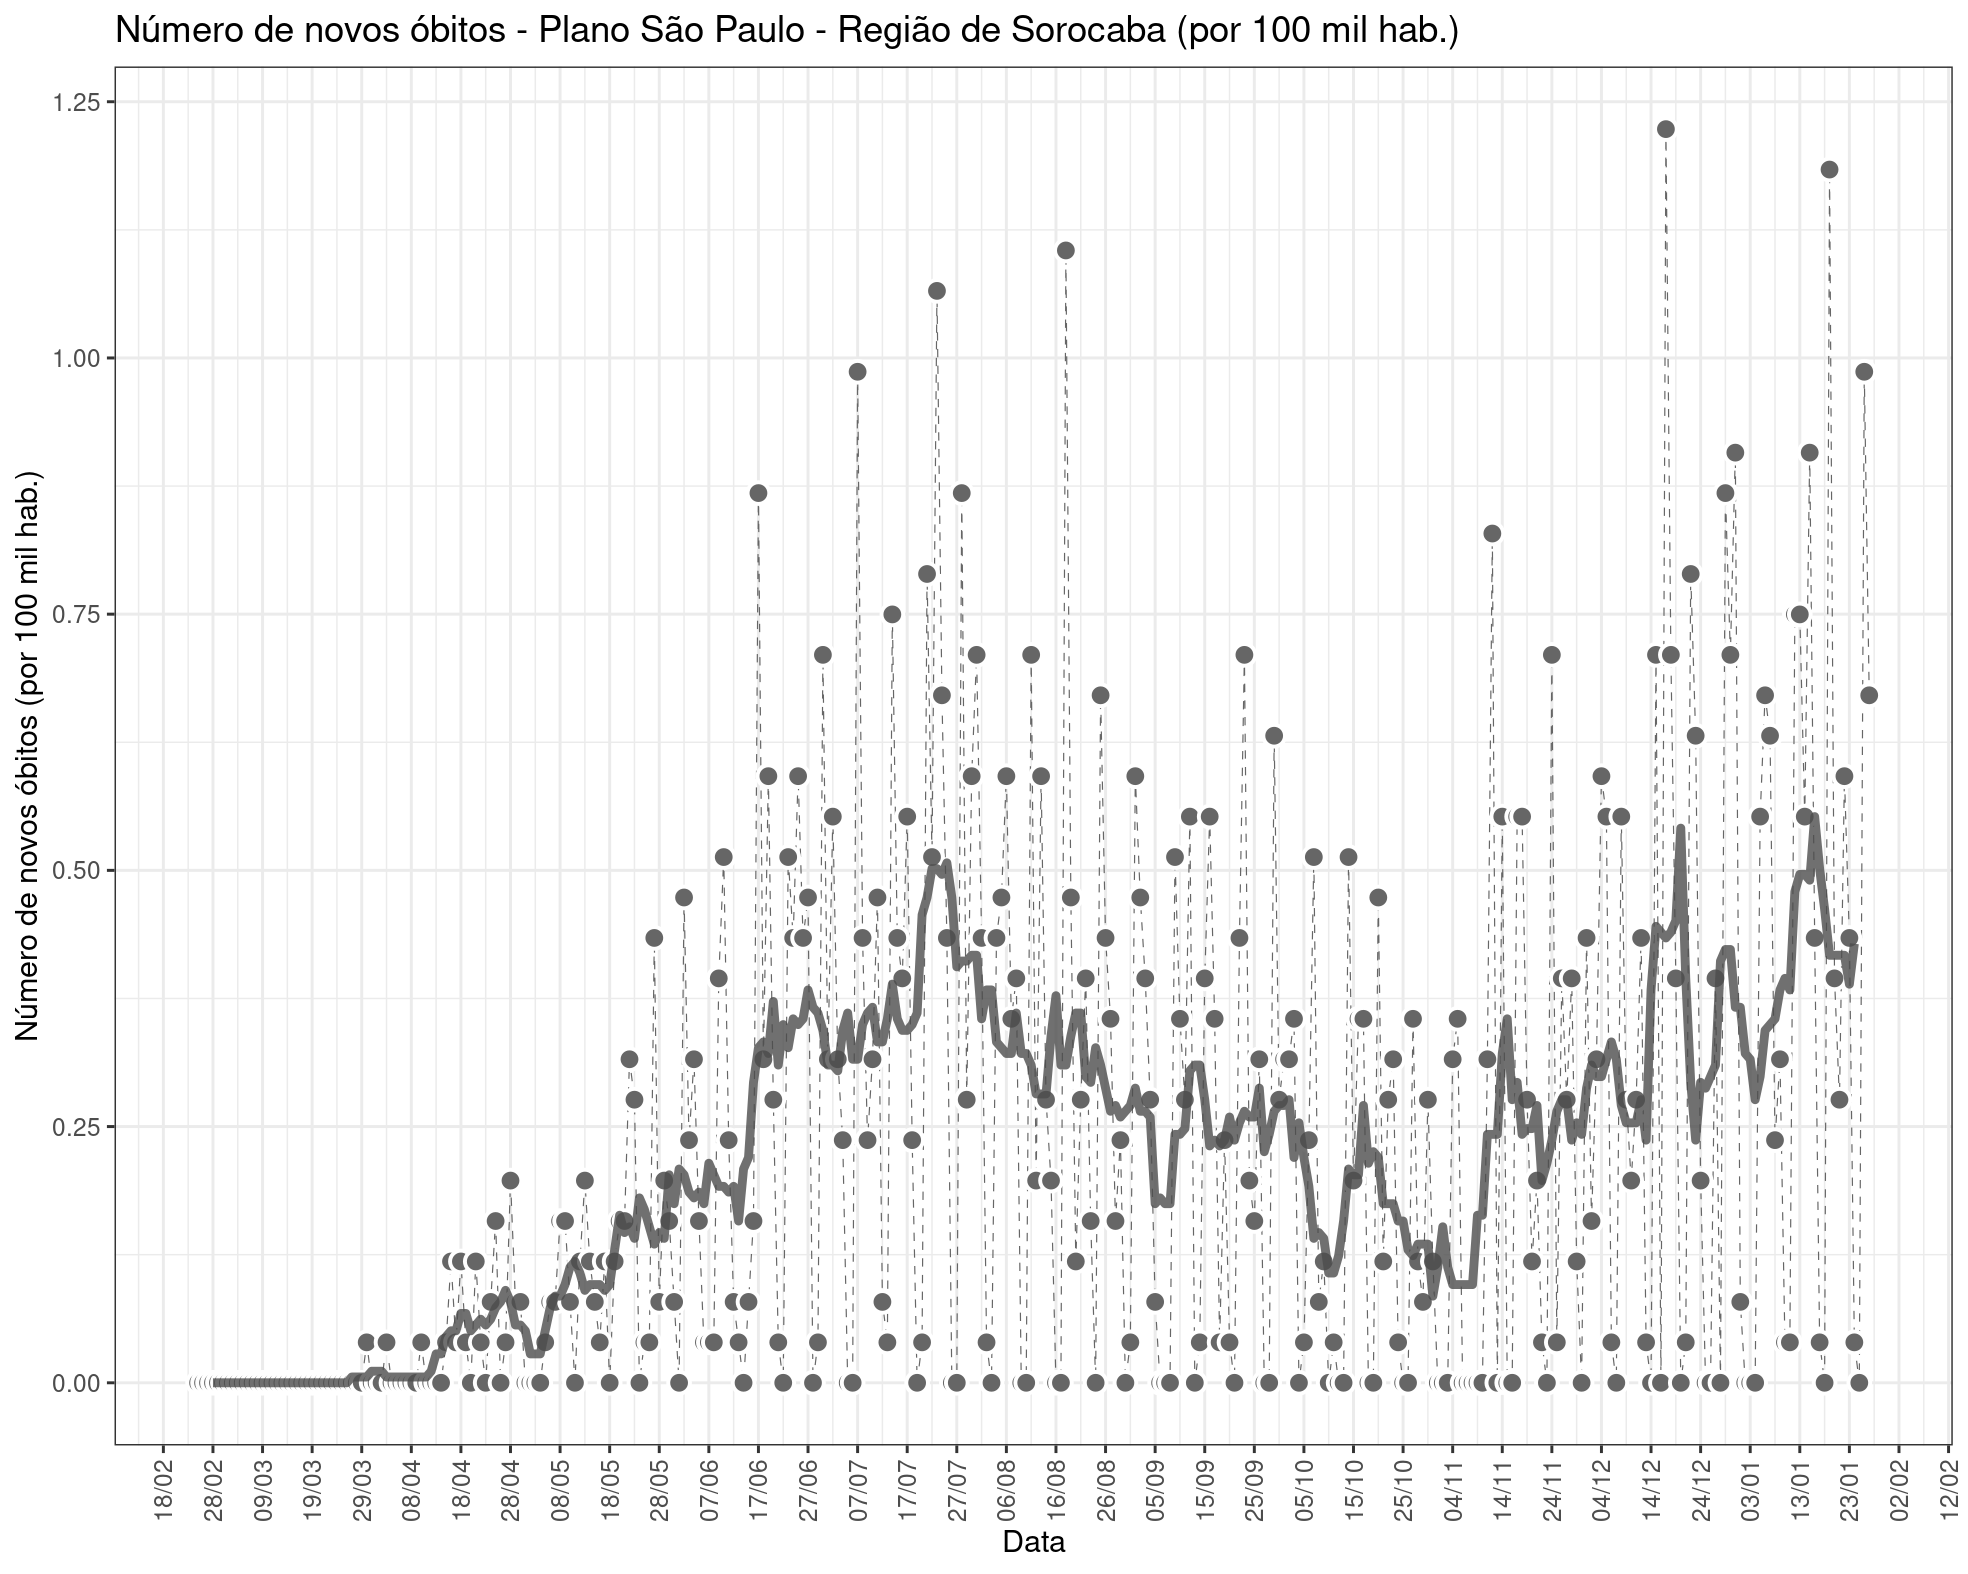 Número de novos óbitos - Plano São Paulo - Região de Sorocaba (por 100 mil hab.)
Número de novos óbitos (por 100 mil hab.)
1.25
1.00
0.75
0.50
0.25
0.00
18/02 28/02 09/03 19/03 29/03 08/04 18/04 28/04 08/05 18/05 28/05 07/06 17/06 27/06 07/07 17/07 27/07 06/08 16/08 26/08 05/09 15/09 25/09 05/10 15/10 25/10 04/11 14/11 24/11 04/12 14/12 24/12 03/01 13/01 23/01 02/02 12/02
Data